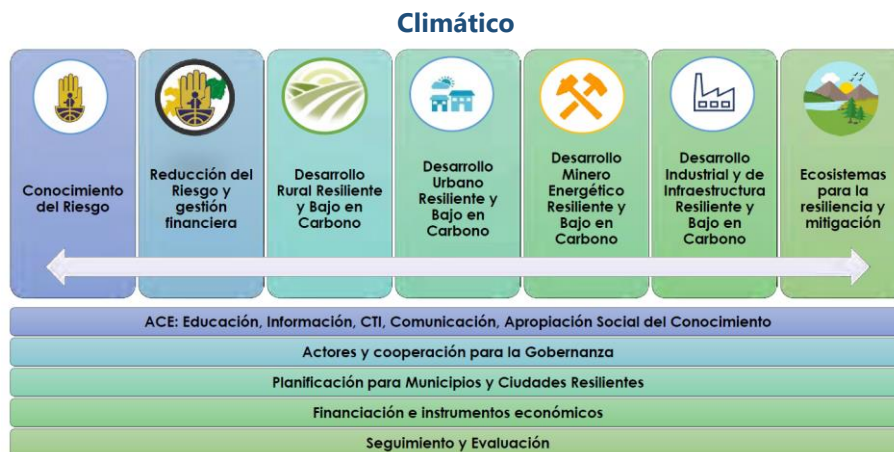 Climático
Conocimiento
del Riesgo
Reducción del
Riesgo y
gestión
financiera
Desarrollo
Rural Resiliente
y Bajo en
Carbono
Desarrollo
Urbano
Resiliente y
Bajo en
Carbono
Desarrollo
Minero
Energético
Resiliente y
Bajo en
Carbono
Desarrollo
Industrial y de
Infraestructura
Resiliente y
Bajo en
Carbono
Ecosistemas
para la
resiliencia y
mitigación
ACE: Educación, Información, CTI, Comunicación, Apropiación Social del Conocimiento
Actores y cooperación para la Gobernanza
Planificación para Municipios y Ciudades Resilientes
Financiación e instrumentos económicos
Seguimiento y Evaluación